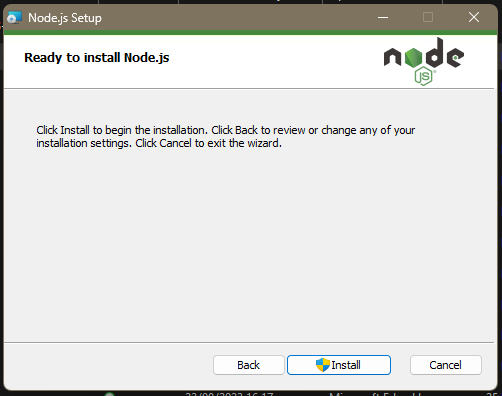 Node.js Setup
Ready to install Node.js
node
JS
Click Install to begin the installation. Click Back to review or change any of your
installation settings. Click Cancel to exit the wizard.
Back
Install
Cancel